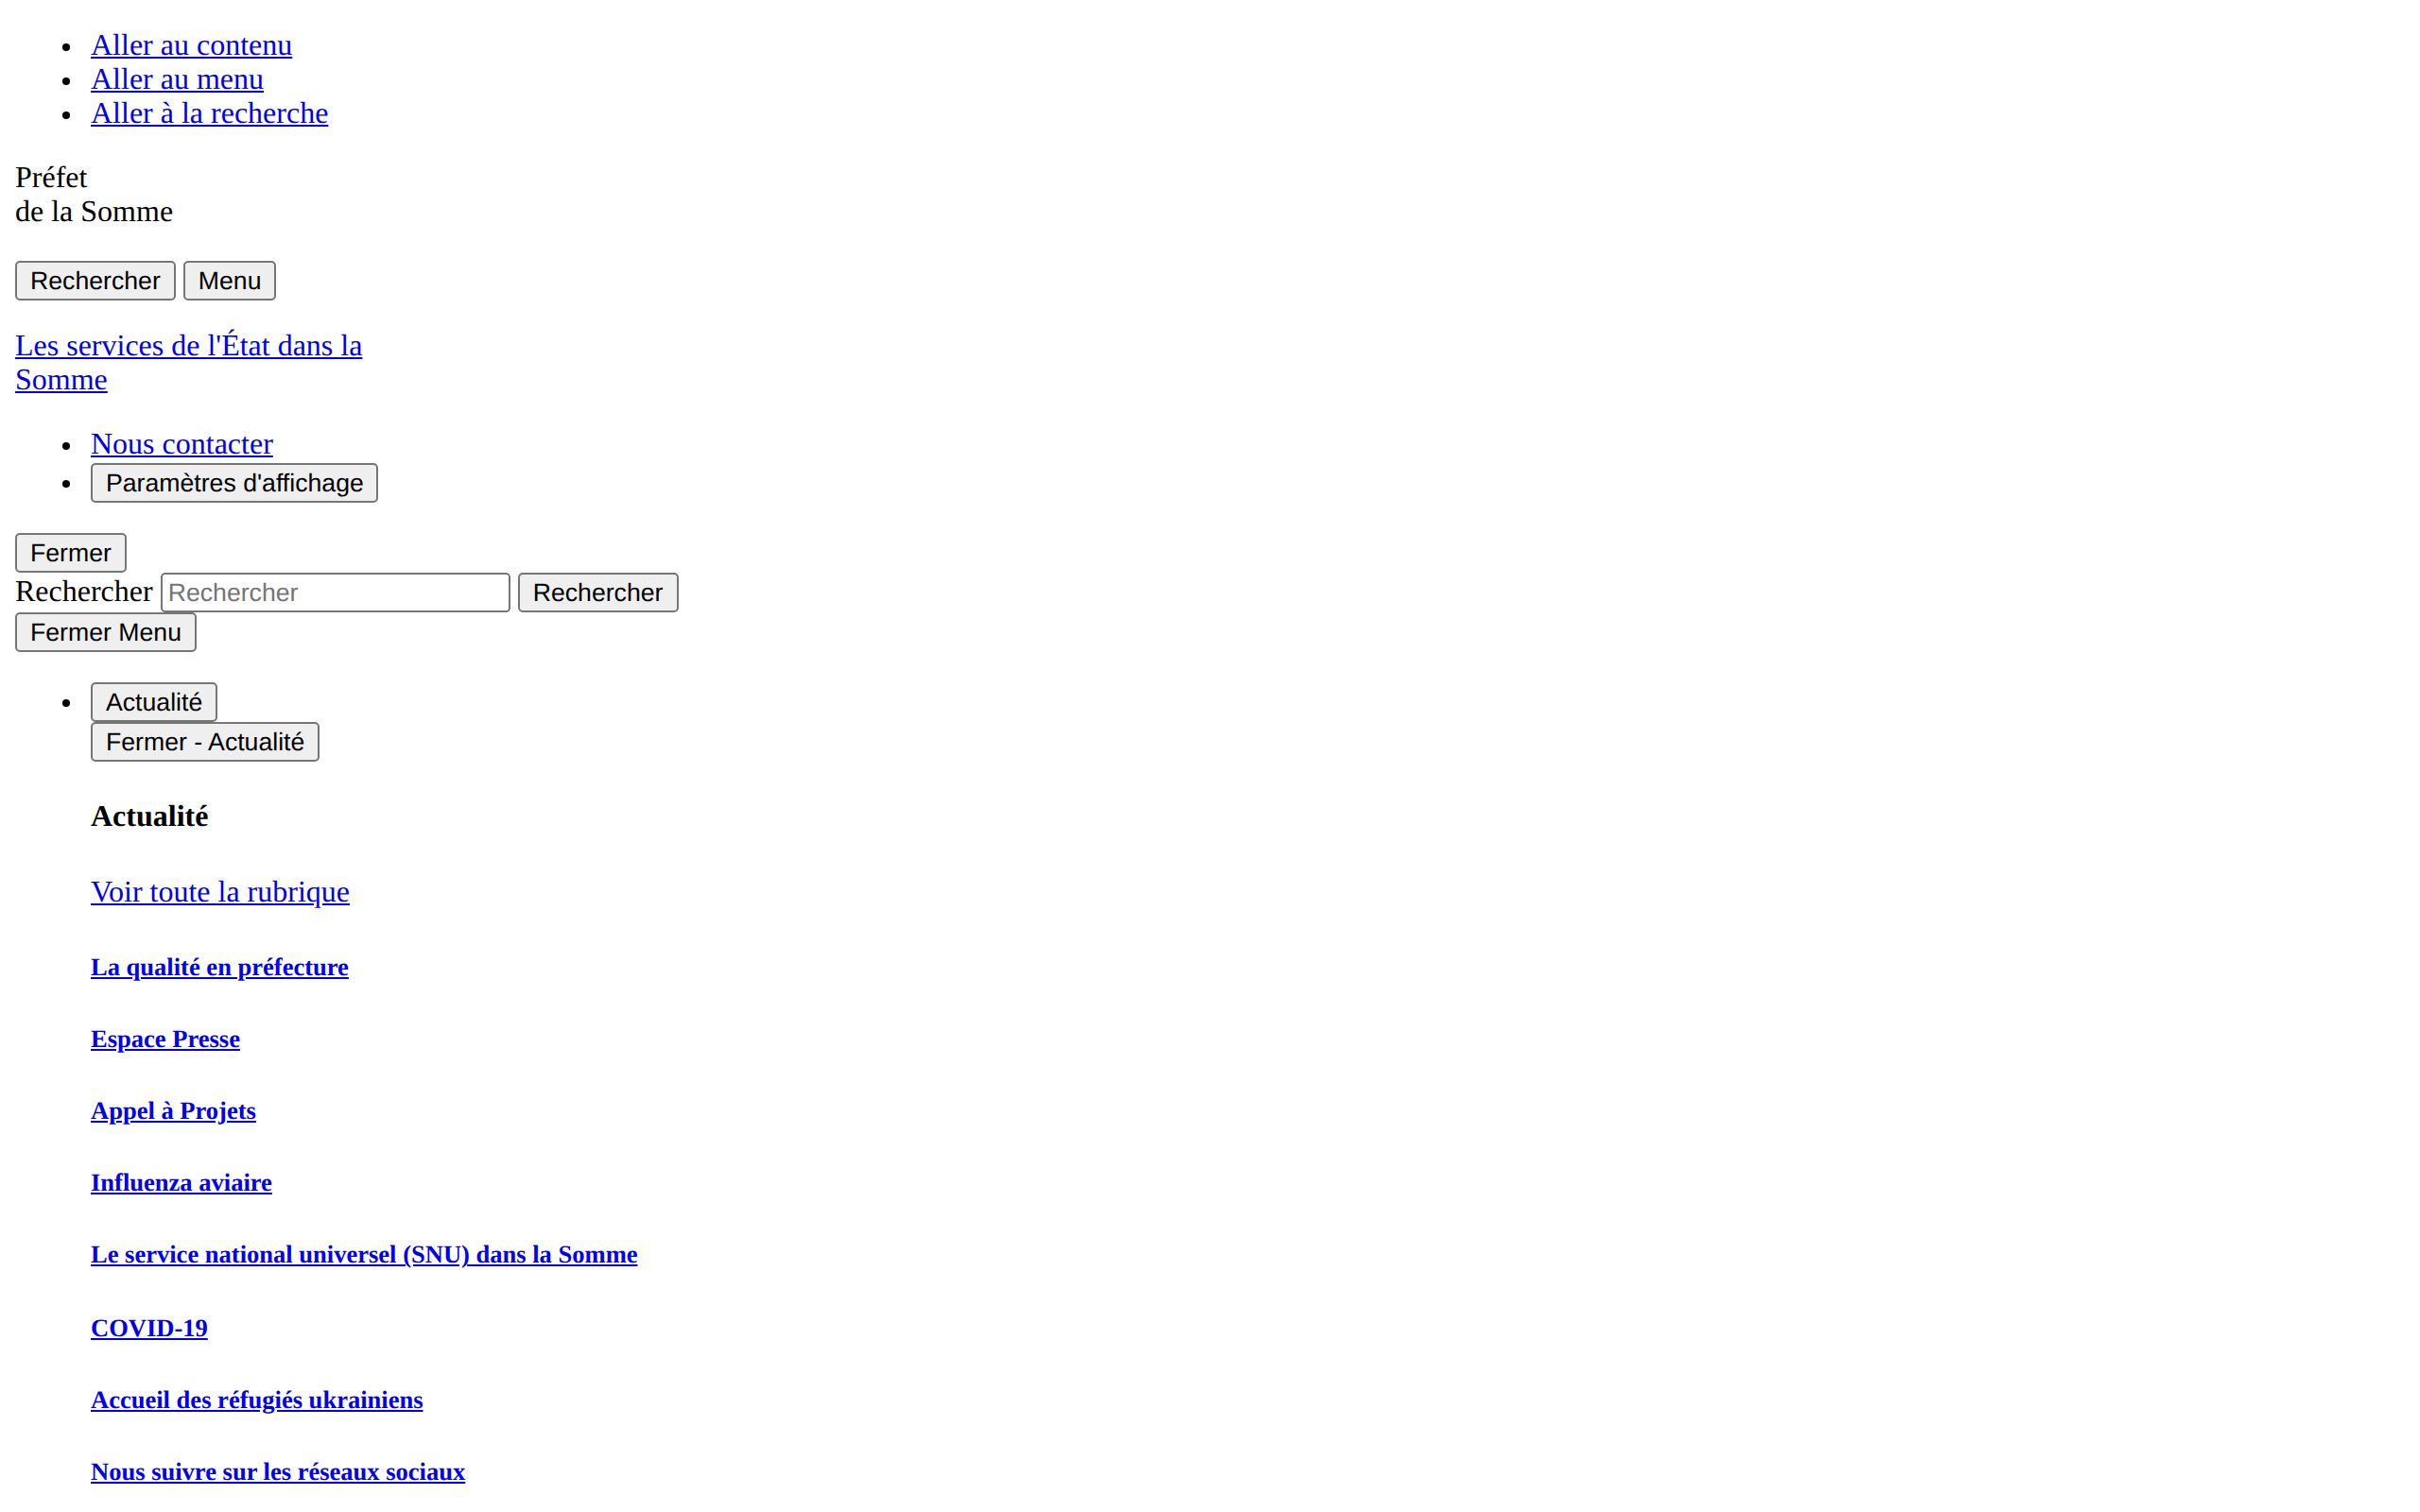 Aller au contenu
Aller au menu
Aller à la recherche
Préfet
de la Somme
Rechercher Menu
Les services de l'État dans la
Somme
Nous contacter
Paramètres d'affichage
Fermer
Rechercher Rechercher Rechercher
Fermer Menu
Actualité
Fermer - Actualité
Actualité
Voir toute la rubrique
La qualité en préfecture
Espace Presse
Appel à Projets
Influenza aviaire
Le service national universel (SNU) dans la Somme
COVID-19
Accueil des réfugiés ukrainiens
Nous suivre sur les réseaux sociaux